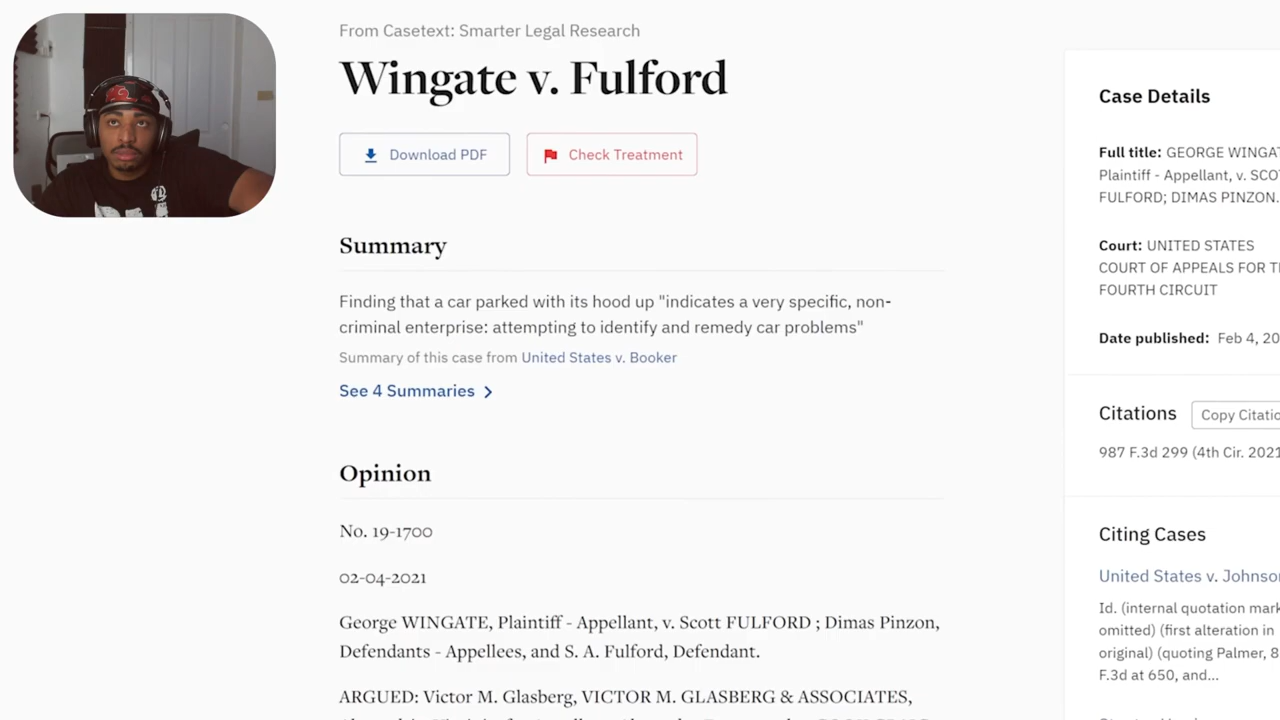 From Casetext: Smarter Legal Research
Wingate v. Fulford
Download PDF
Check Treatment
Summary
Finding that a car parked with its hood up "indicates a very specific, non-
criminal enterprise: attempting to identify and remedy car problems"
Summary of this case from United States v. Booker
See 4 Summaries
Opinion
No. 19-1700
02-04-2021
George WINGATE, Plaintiff - Appellant, v. Scott FULFORD ; Dimas Pinzon,
Defendants - Appellees, and S. A. Fulford, Defendant.
ARGUED: Victor M. Glasberg, VICTOR M. GLASBERG & ASSOCIATES,
Case Details
Full title: GEORGE WINGAT
Plaintiff - Appellant, v. SCO
FULFORD; DIMAS PINZON.
Court: UNITED STATES
COURT OF APPEALS FOR T
FOURTH CIRCUIT
Date published: Feb 4, 20
Citations
Copy Citatio
987 F.3d 299 (4th Cir. 2021
Citing Cases
United States v. Johnso
Id. (internal quotation mark
omitted) (first alteration in
original) (quoting Palmer, 8
F.3d at 650, and...